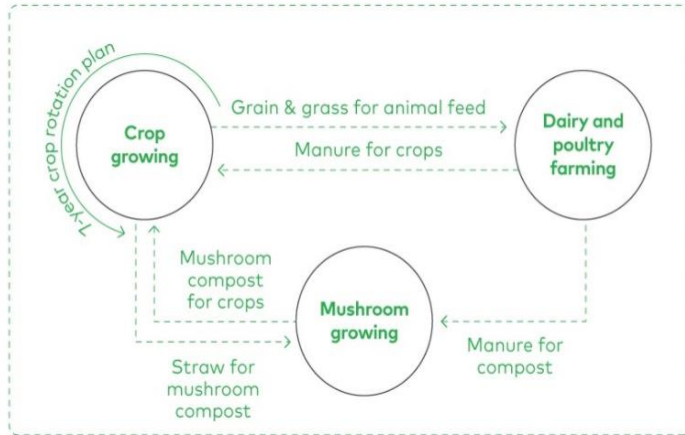 7-year crop rotation plan
Crop
growing
Grain & grass for animal feed
Manure for crops
Dairy and
poultry
farming
Mushroom
compost
for crops
Mushroom
growing
Straw for
mushroom
compost
Manure for
compost